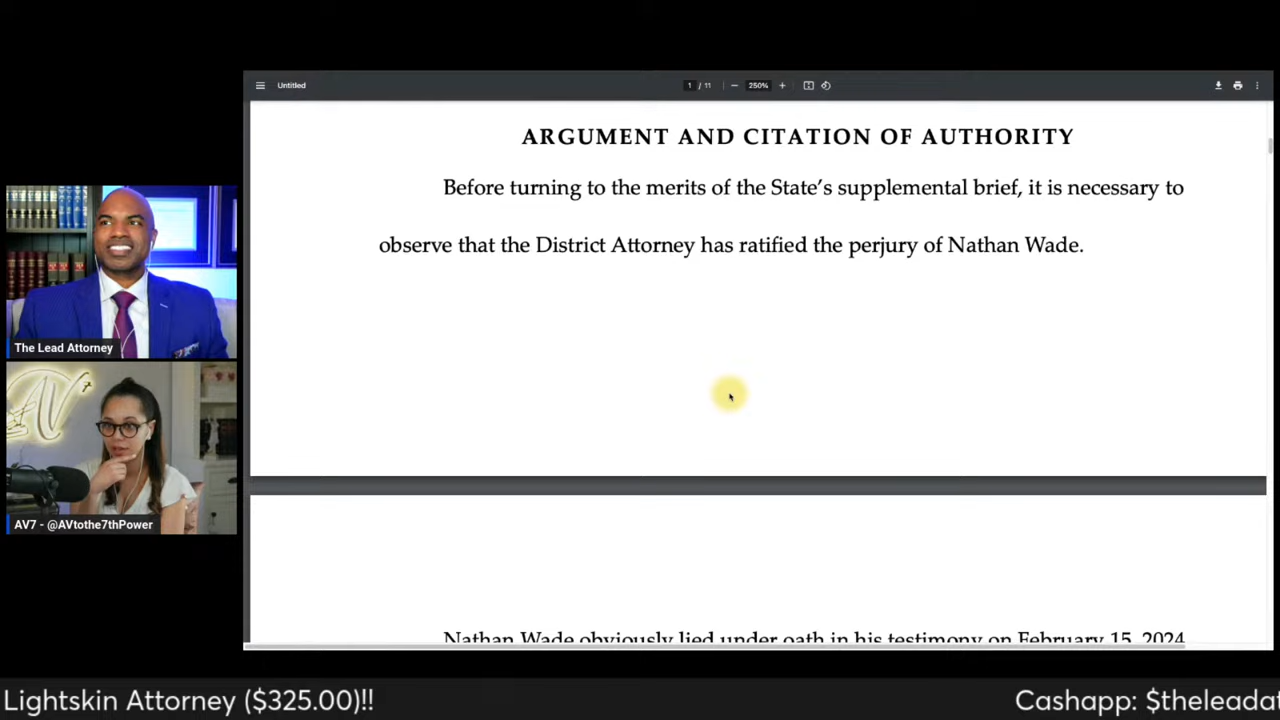 Untitled
1 / 11
250%
ARGUMENT AND CITATION OF AUTHORITY
Before turning to the merits of the State's supplemental brief, it is necessary to
observe that the District Attorney has ratified the perjury of Nathan Wade.
The Lead Attorney
AV7
AV7 - @AVtothe7thPower
Nathan Wade obviously lied under oath in his testimony on February 15, 2024
Lightskin Attorney ($325.00)!!
Cashapp: $theleadat